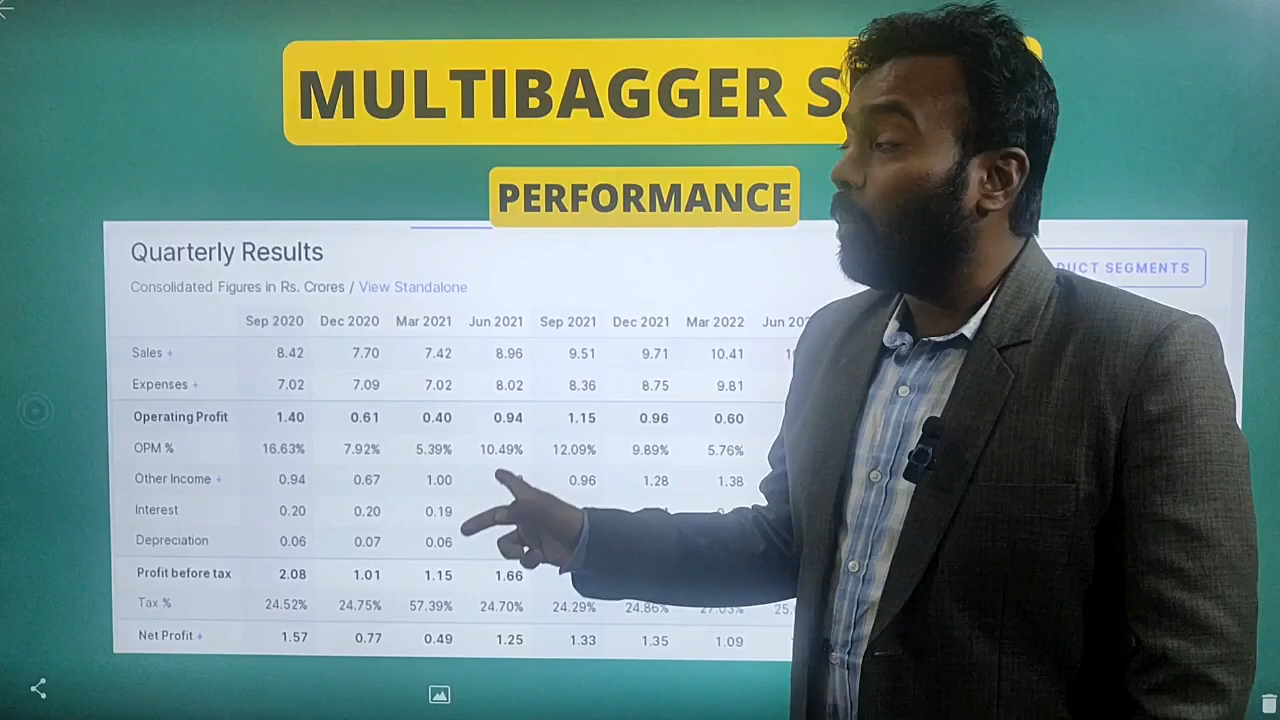 MULTIBAGGER S
PERFORMANCE
Quarterly Results
DUCT SEGMENTS
Consolidated Figures in Rs. Crores / View Standalone
Sep 2020 Dec 2020 Mar 2021 Jun 2021 Sep 2021 Dec 2021 Mar 2022 Jun 202
Sales + 8.42 7.70 7.42 8.96 9.51 9.71 10.41
Expenses + 7.02 7.09 7.02 8.02 8.36 8.75 9.81
Operating Profit 1.40 0.61 0.40 0.94 1.15 0.96 0.60
OPM % 16.63% 7.92% 5.39% 10.49% 12.09% 9.89% 5.76%
Other Income + 0.94 0.67 1.00 0.96 1.28 1.38
Interest 0.20 0.20 0.19
Depreciation 0.06 0.07 0.06
Profit before tax 2.08 1.01 1.15 1.66
Tax % 24.52% 24.75% 57.39% 24.70% 24.29% 24.86% 27.03% 25.
Net Profit + 1.57 0.77 0.49 1.25 1.33 1.35 1.09